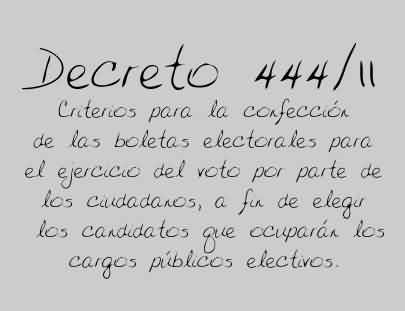 Decreto 444/11
Criterios para la confección
de las boletas electorales para
el ejercicio del voto por parte de
los ciudadanos, a fin de elegir
los candidatos que ocuparán los
cargos públicos electivos.